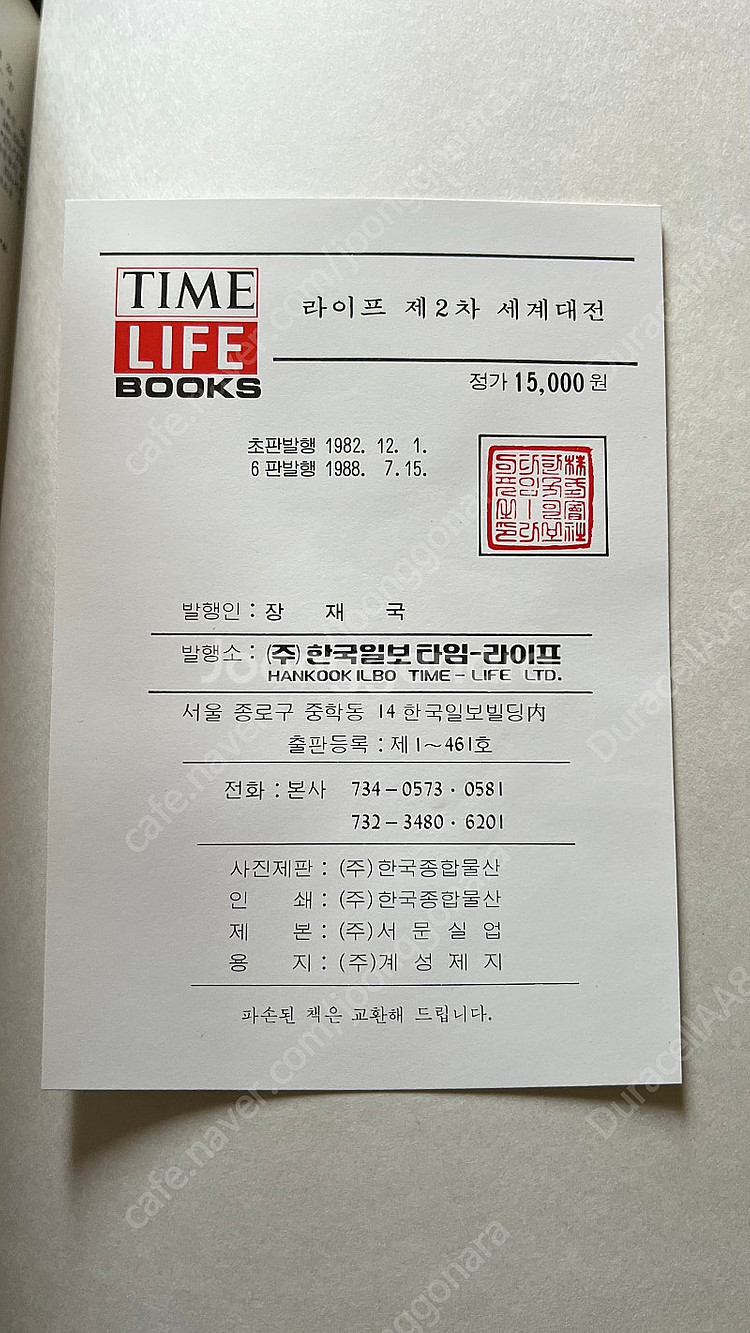 TIME
LIFE
BOOKS
라이프 제2차 세계대전
정가 15,000원
초판발행 1982. 12. 1.
6판발행 1988. 7. 15.
발행인 : 장 재 국
발행소 : (주)한국일보타임-라이프
HANKOOK ILBO TIME-LIFE LTD.
서울 종로구 중학동 14 한국일보빌딩內
출판등록 : 제1~461호
전화 : 본사 734-0573·0581
732-3480·6201
사진제판 : (주)한국종합물산
인 쇄 : (주)한국종합물산
제 본 : (주)서 문 실 업
용 지 : (주)계 성 제 지
파손된 책은 교환해 드립니다.
cafe.naver.com/joonggonara
DuracellAA8